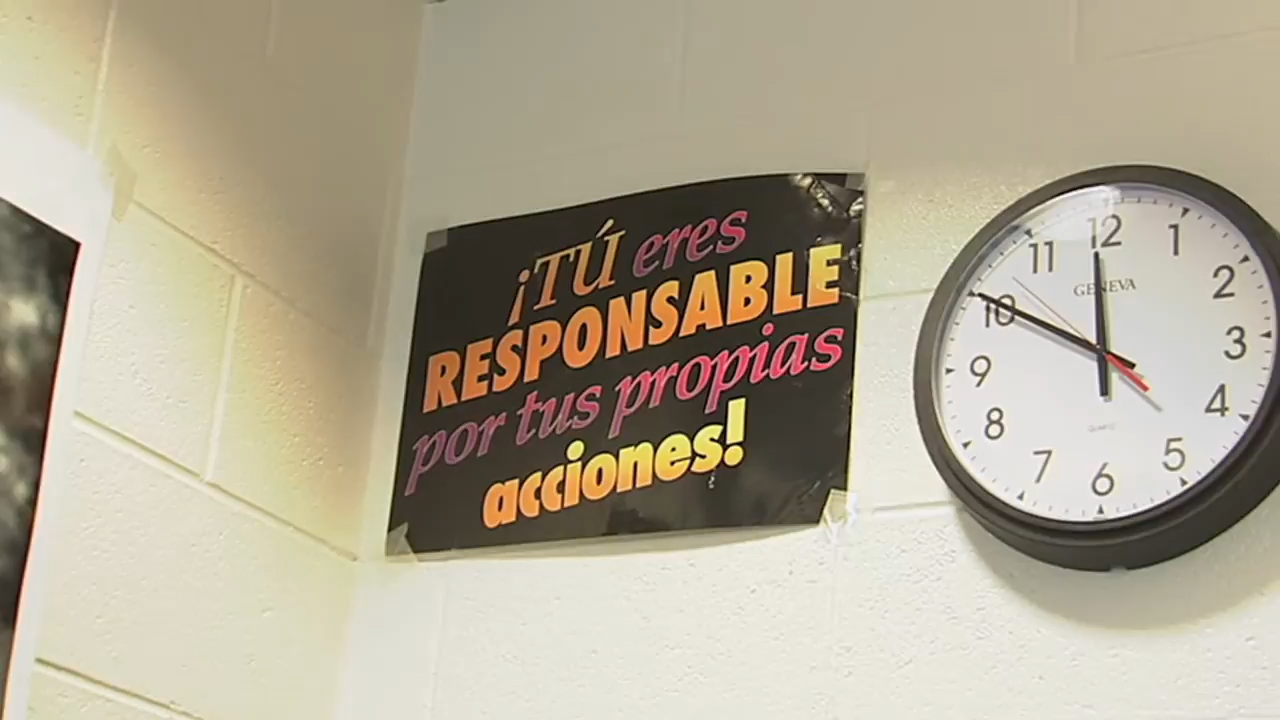 ¡TÚ eres
RESPONSABLE
por tus propias
acciones!
12
1
2
3
4
5
6
7
8
9
10
11
GENEVA
QUARTZ